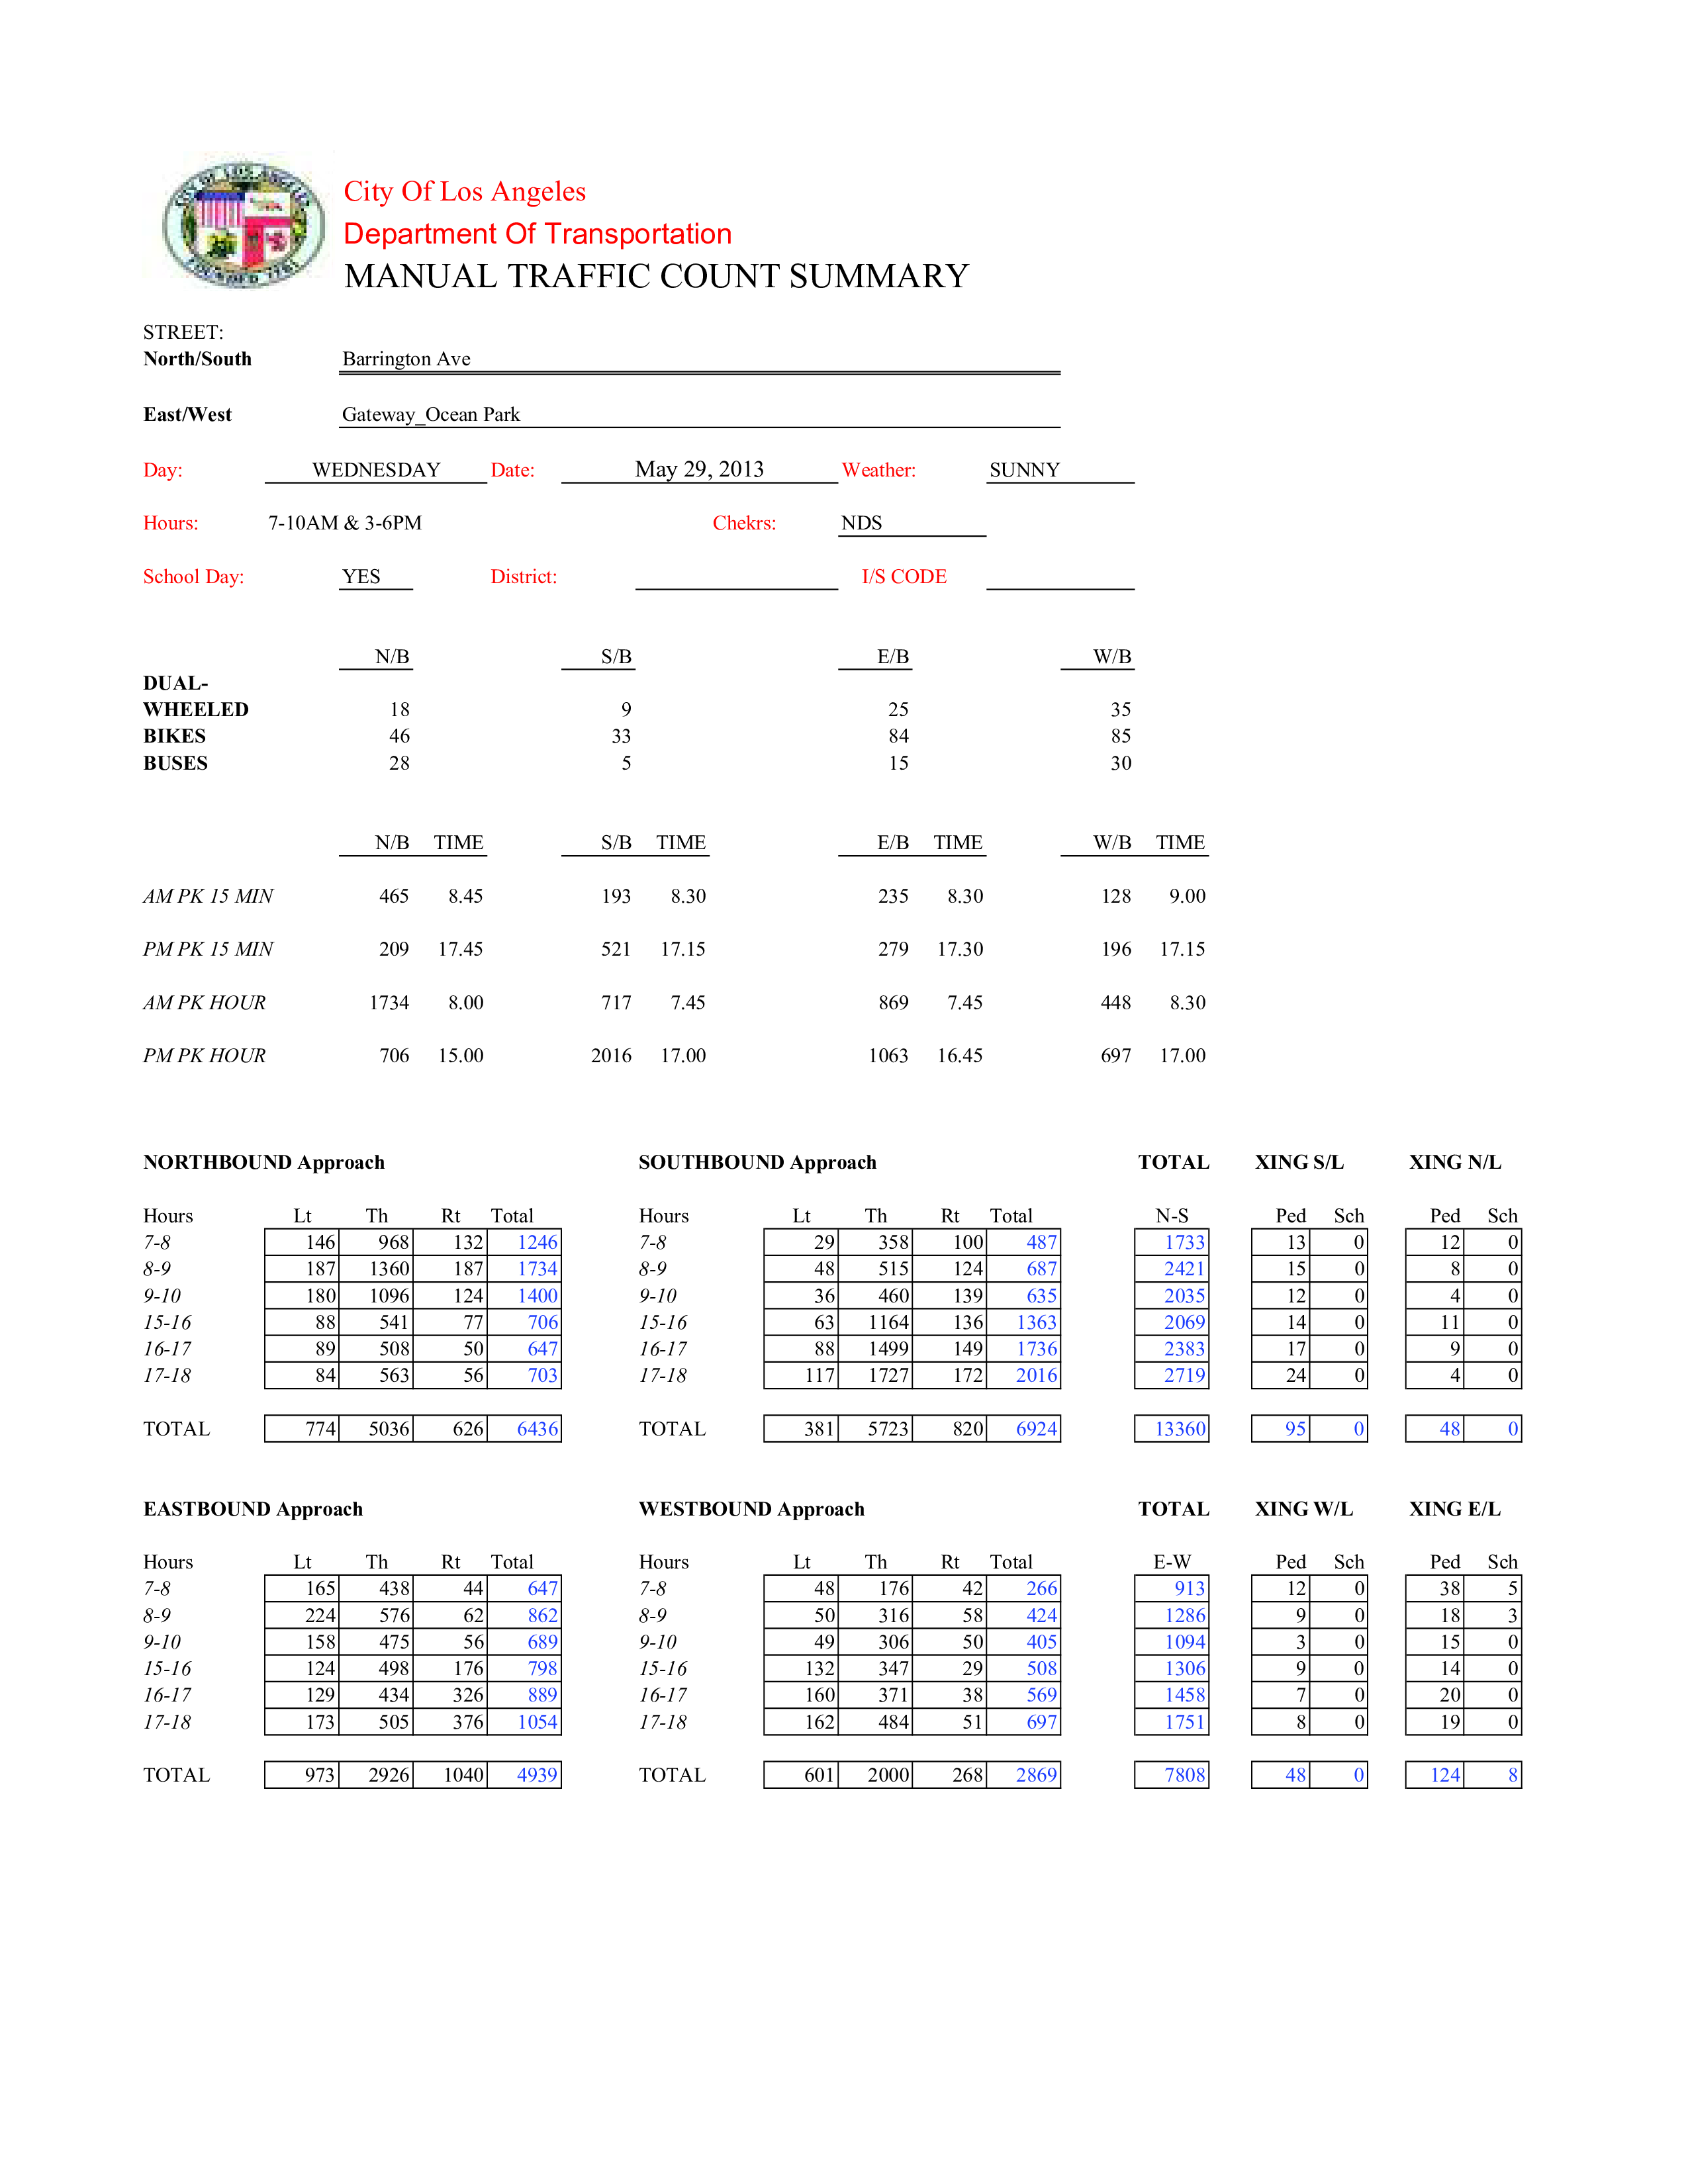 City Of Los Angeles
Department Of Transportation
MANUAL TRAFFIC COUNT SUMMARY
STREET:
North/South Barrington Ave
East/West Gateway_Ocean Park
Day: WEDNESDAY Date: May 29, 2013 Weather: SUNNY
Hours: 7-10AM & 3-6PM Chekrs: NDS
School Day: YES District: I/S CODE
N/B S/B E/B W/B
DUAL-
WHEELED 18 9 25 35
BIKES 46 33 84 85
BUSES 28 5 15 30
N/B TIME S/B TIME E/B TIME W/B TIME
AM PK 15 MIN 465 8.45 193 8.30 235 8.30 128 9.00
PM PK 15 MIN 209 17.45 521 17.15 279 17.30 196 17.15
AM PK HOUR 1734 8.00 717 7.45 869 7.45 448 8.30
PM PK HOUR 706 15.00 2016 17.00 1063 16.45 697 17.00
NORTHBOUND Approach SOUTHBOUND Approach TOTAL XING S/L XING N/L
Hours Lt Th Rt Total Hours Lt Th Rt Total N-S Ped Sch Ped Sch
7-8 146 968 132 1246 7-8 29 358 100 487 1733 13 0 12 0
8-9 187 1360 187 1734 8-9 48 515 124 687 2421 15 0 8 0
9-10 180 1096 124 1400 9-10 36 460 139 635 2035 12 0 4 0
15-16 88 541 77 706 15-16 63 1164 136 1363 2069 14 0 11 0
16-17 89 508 50 647 16-17 88 1499 149 1736 2383 17 0 9 0
17-18 84 563 56 703 17-18 117 1727 172 2016 2719 24 0 4 0
TOTAL 774 5036 626 6436 TOTAL 381 5723 820 6924 13360 95 0 48 0
EASTBOUND Approach WESTBOUND Approach TOTAL XING W/L XING E/L
Hours Lt Th Rt Total Hours Lt Th Rt Total E-W Ped Sch Ped Sch
7-8 165 438 44 647 7-8 48 176 42 266 913 12 0 38 5
8-9 224 576 62 862 8-9 50 316 58 424 1286 9 0 18 3
9-10 158 475 56 689 9-10 49 306 50 405 1094 3 0 15 0
15-16 124 498 176 798 15-16 132 347 29 508 1306 9 0 14 0
16-17 129 434 326 889 16-17 160 371 38 569 1458 7 0 20 0
17-18 173 505 376 1054 17-18 162 484 51 697 1751 8 0 19 0
TOTAL 973 2926 1040 4939 TOTAL 601 2000 268 2869 7808 48 0 124 8